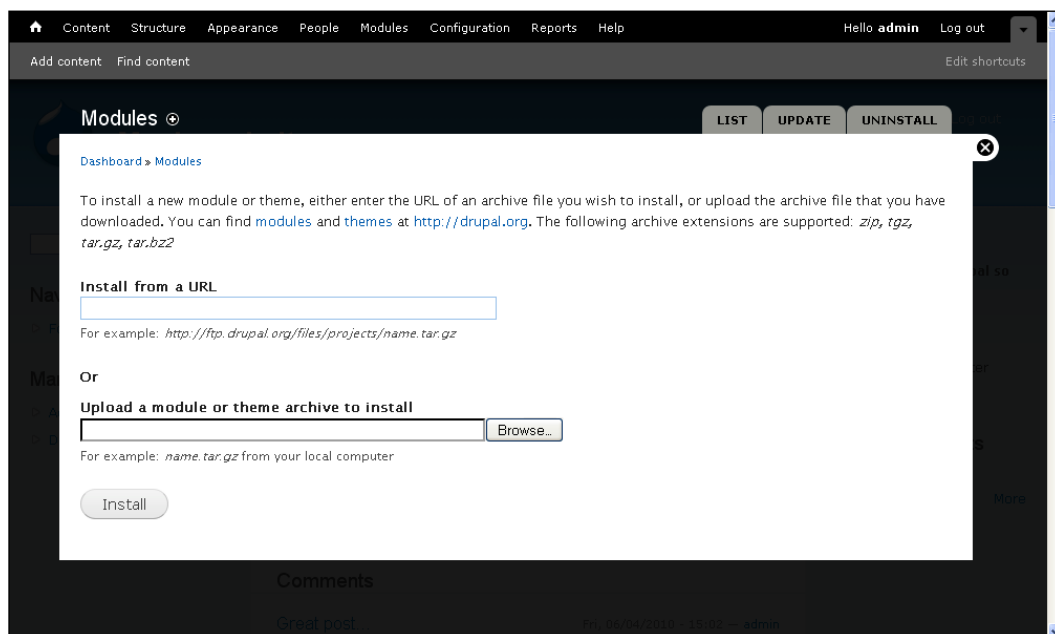 Content Structure Appearance People Modules Configuration Reports Help Hello admin Log out
Add content Find content Edit shortcuts
Modules
LIST UPDATE UNINSTALL
Log out
Dashboard » Modules
To install a new module or theme, either enter the URL of an archive file you wish to install, or upload the archive file that you have
downloaded. You can find modules and themes at http://drupal.org. The following archive extensions are supported: zip, tgz,
tar.gz, tar.bz2
Install from a URL
For example: http://ftp.drupal.org/files/projects/name.tar.gz
Or
Upload a module or theme archive to install
Browse...
For example: name.tar.gz from your local computer
Install
More
Comments
Great post
Fri, 06/04/2010 - 15:02 — admin